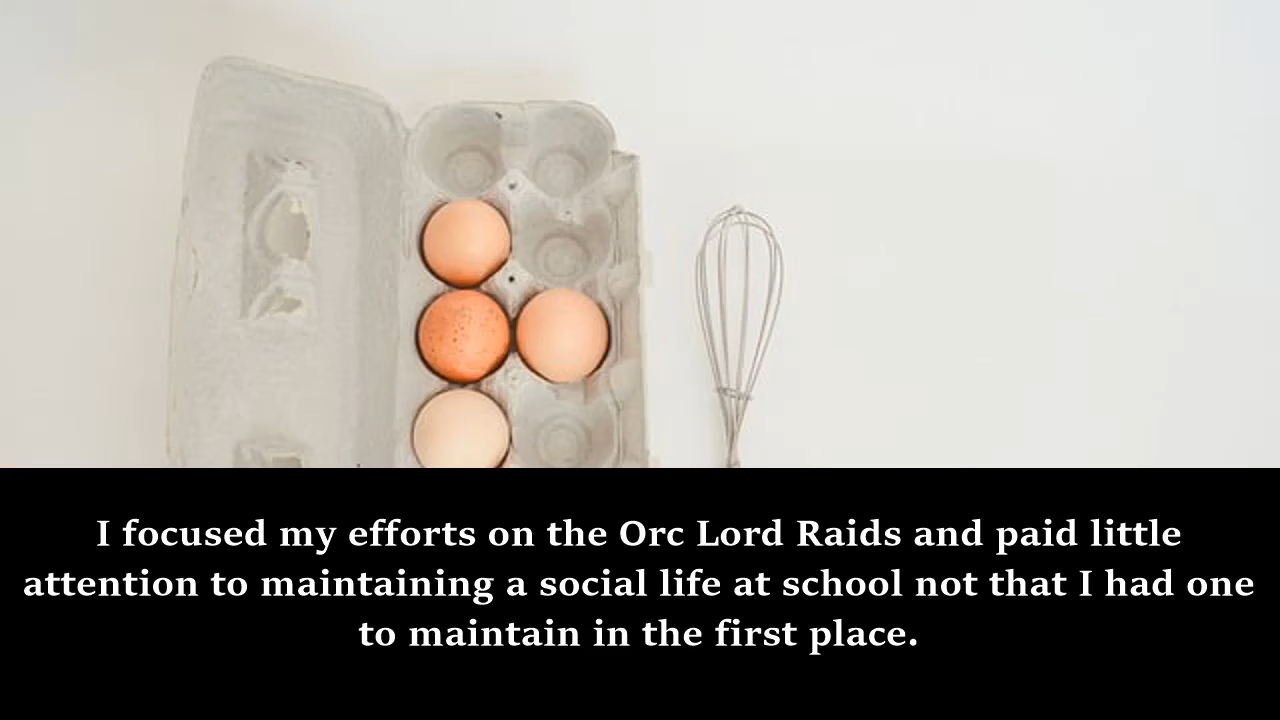 I focused my efforts on the Orc Lord Raids and paid little
attention to maintaining a social life at school not that I had one
to maintain in the first place.